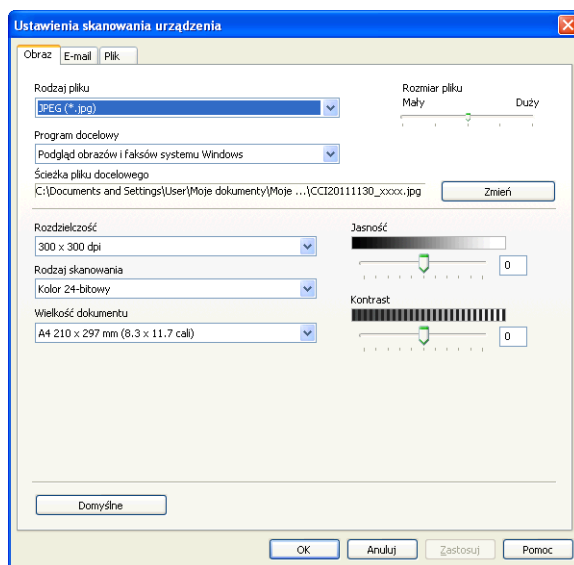 Ustawienia skanowania urządzenia
Obraz E-mail Plik
Rodzaj pliku
JPEG (*.jpg)
Rozmiar pliku
Mały Duży
Program docelowy
Podgląd obrazów i faksów systemu Windows
Ścieżka pliku docelowego
C:\Documents and Settings\User\Moje dokumenty\Moje ...\CCI20111130_xxxx.jpg
Zmień
Rozdzielczość
300 x 300 dpi
Rodzaj skanowania
Kolor 24-bitowy
Wielkość dokumentu
A4 210 x 297 mm (8.3 x 11.7 cali)
Jasność
0
Kontrast
0
Domyślne
OK Anuluj Zastosuj Pomoc